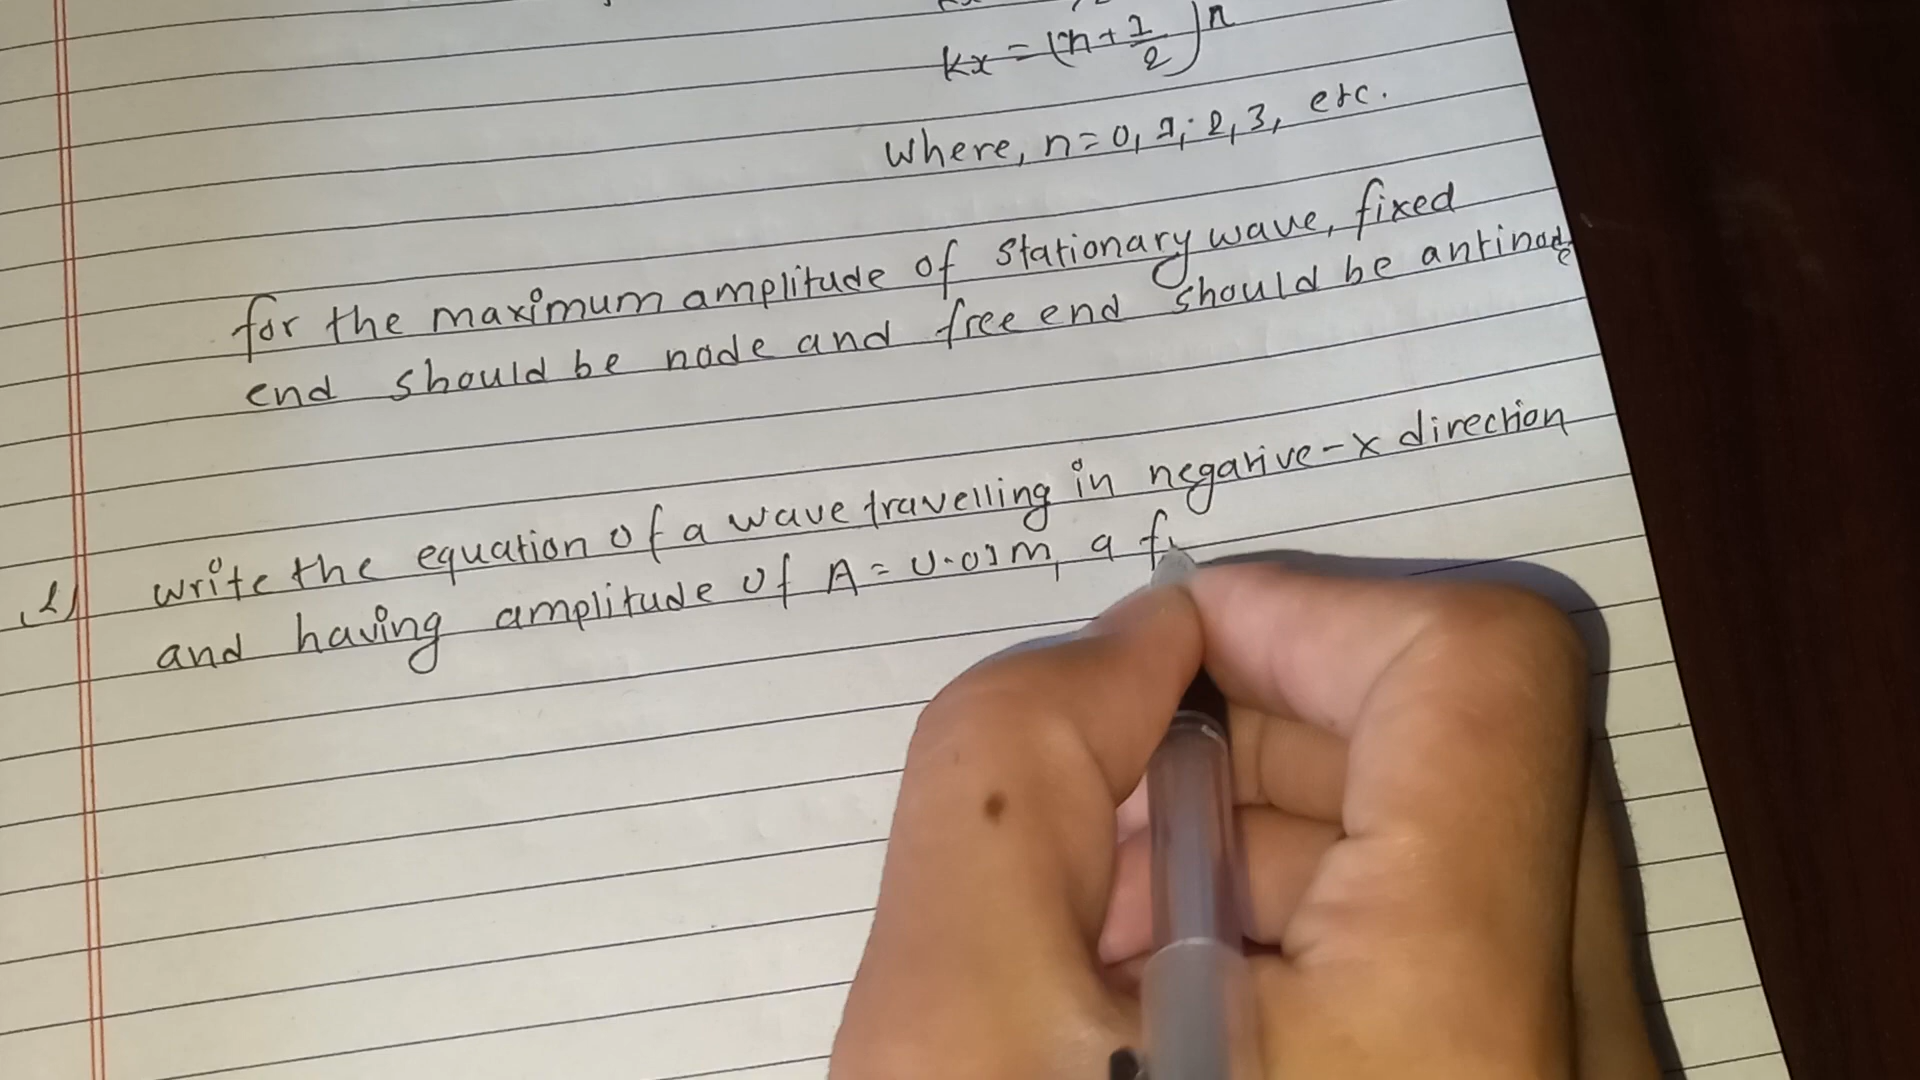 kx = (n + 1/2)π
where, n = 0, 1, 2, 3, etc.
for the maximum amplitude of stationary wave, fixed
end should be node and free end should be antinode
write the equation of a wave travelling in negative-x direction
and having amplitude of A = 0.01m, a f